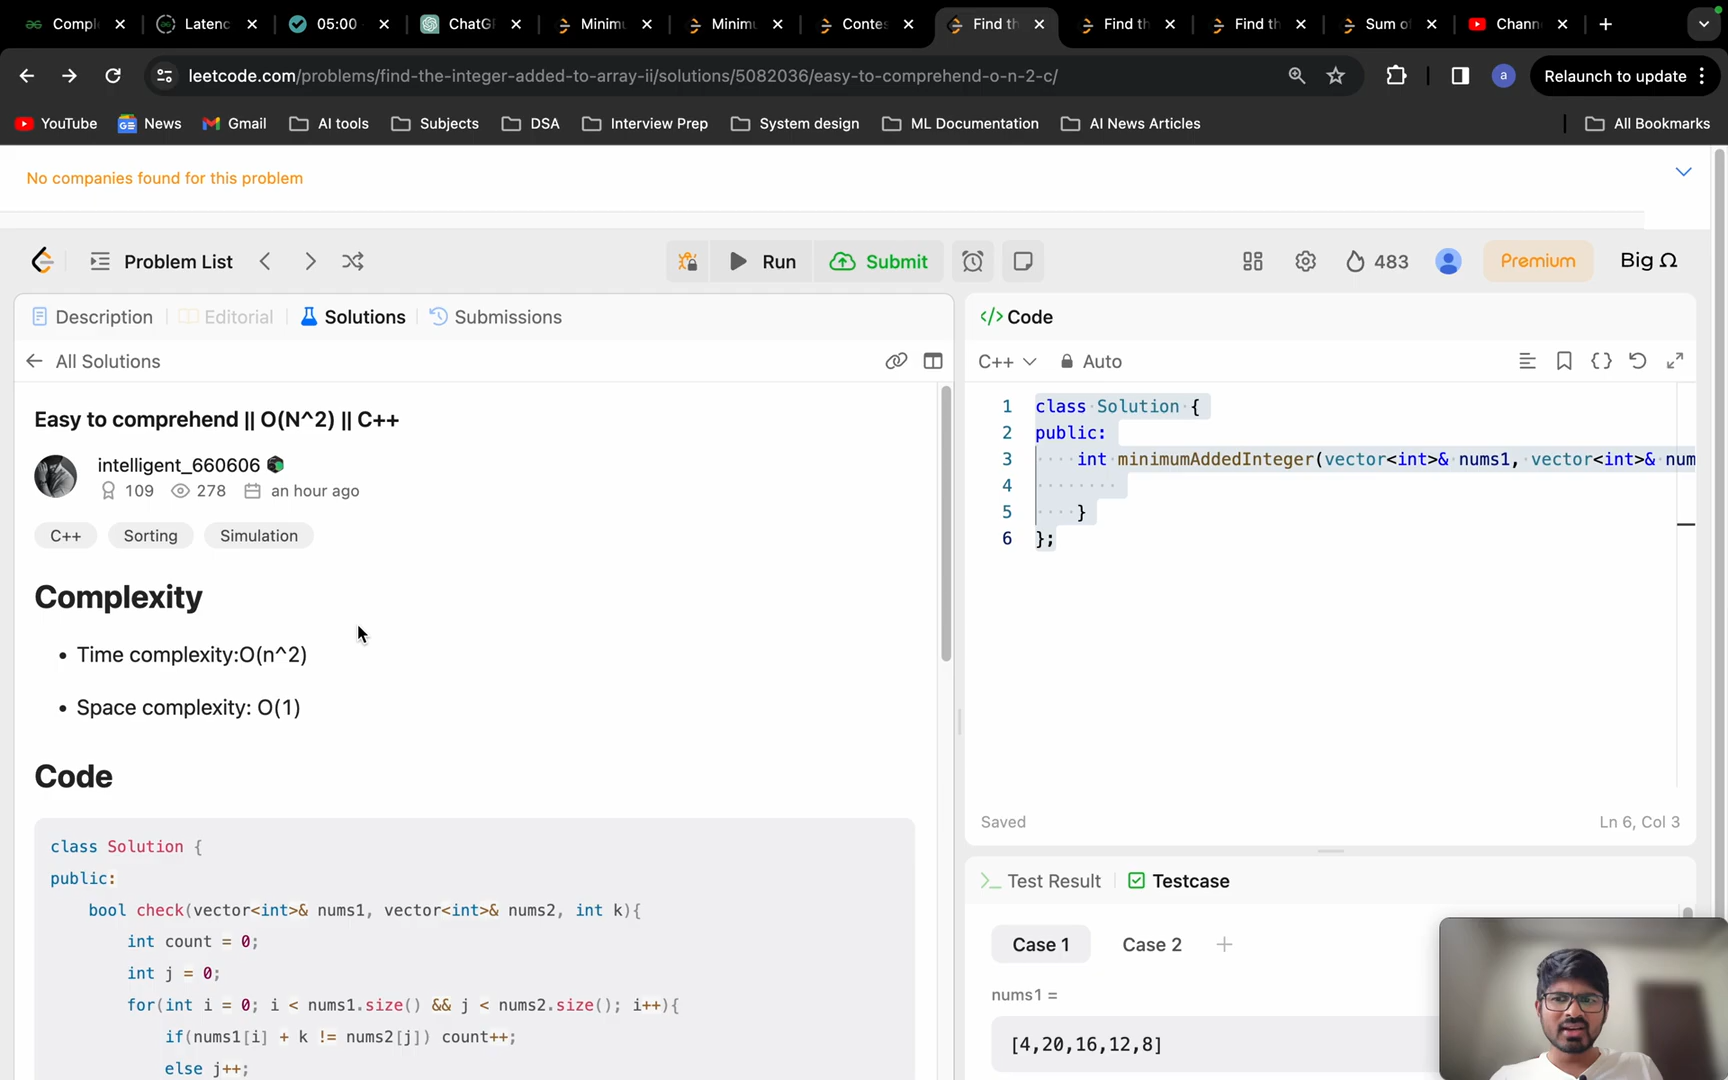 Compl
Latenc
05:00
ChatG
Minimu
Minimu
Contes
Find th
Find th
Find th
Sum o
Chann
leetcode.com/problems/find-the-integer-added-to-array-ii/solutions/5082036/easy-to-comprehend-o-n-2-c/
a
Relaunch to update
YouTube
News
Gmail
AI tools
Subjects
DSA
Interview Prep
System design
ML Documentation
AI News Articles
All Bookmarks
No companies found for this problem
Problem List
Run
Submit
483
Premium
Big Ω
Description
Editorial
Solutions
Submissions
All Solutions
Easy to comprehend || O(N^2) || C++
intelligent_660606
109
278
an hour ago
C++
Sorting
Simulation
Complexity
• Time complexity:O(n^2)
• Space complexity: O(1)
Code
class Solution {
public:
bool check(vector<int>& nums1, vector<int>& nums2, int k){
int count = 0;
int j = 0;
for(int i = 0; i < nums1.size() && j < nums2.size(); i++){
if(nums1[i] + k != nums2[j]) count++;
else j++;
</> Code
C++
Auto
1 class Solution {
2 public:
3 int minimumAddedInteger(vector<int>& nums1, vector<int>& num
4
5 }
6 };
Saved
Ln 6, Col 3
Test Result
Testcase
Case 1
Case 2
nums1 =
[4,20,16,12,8]